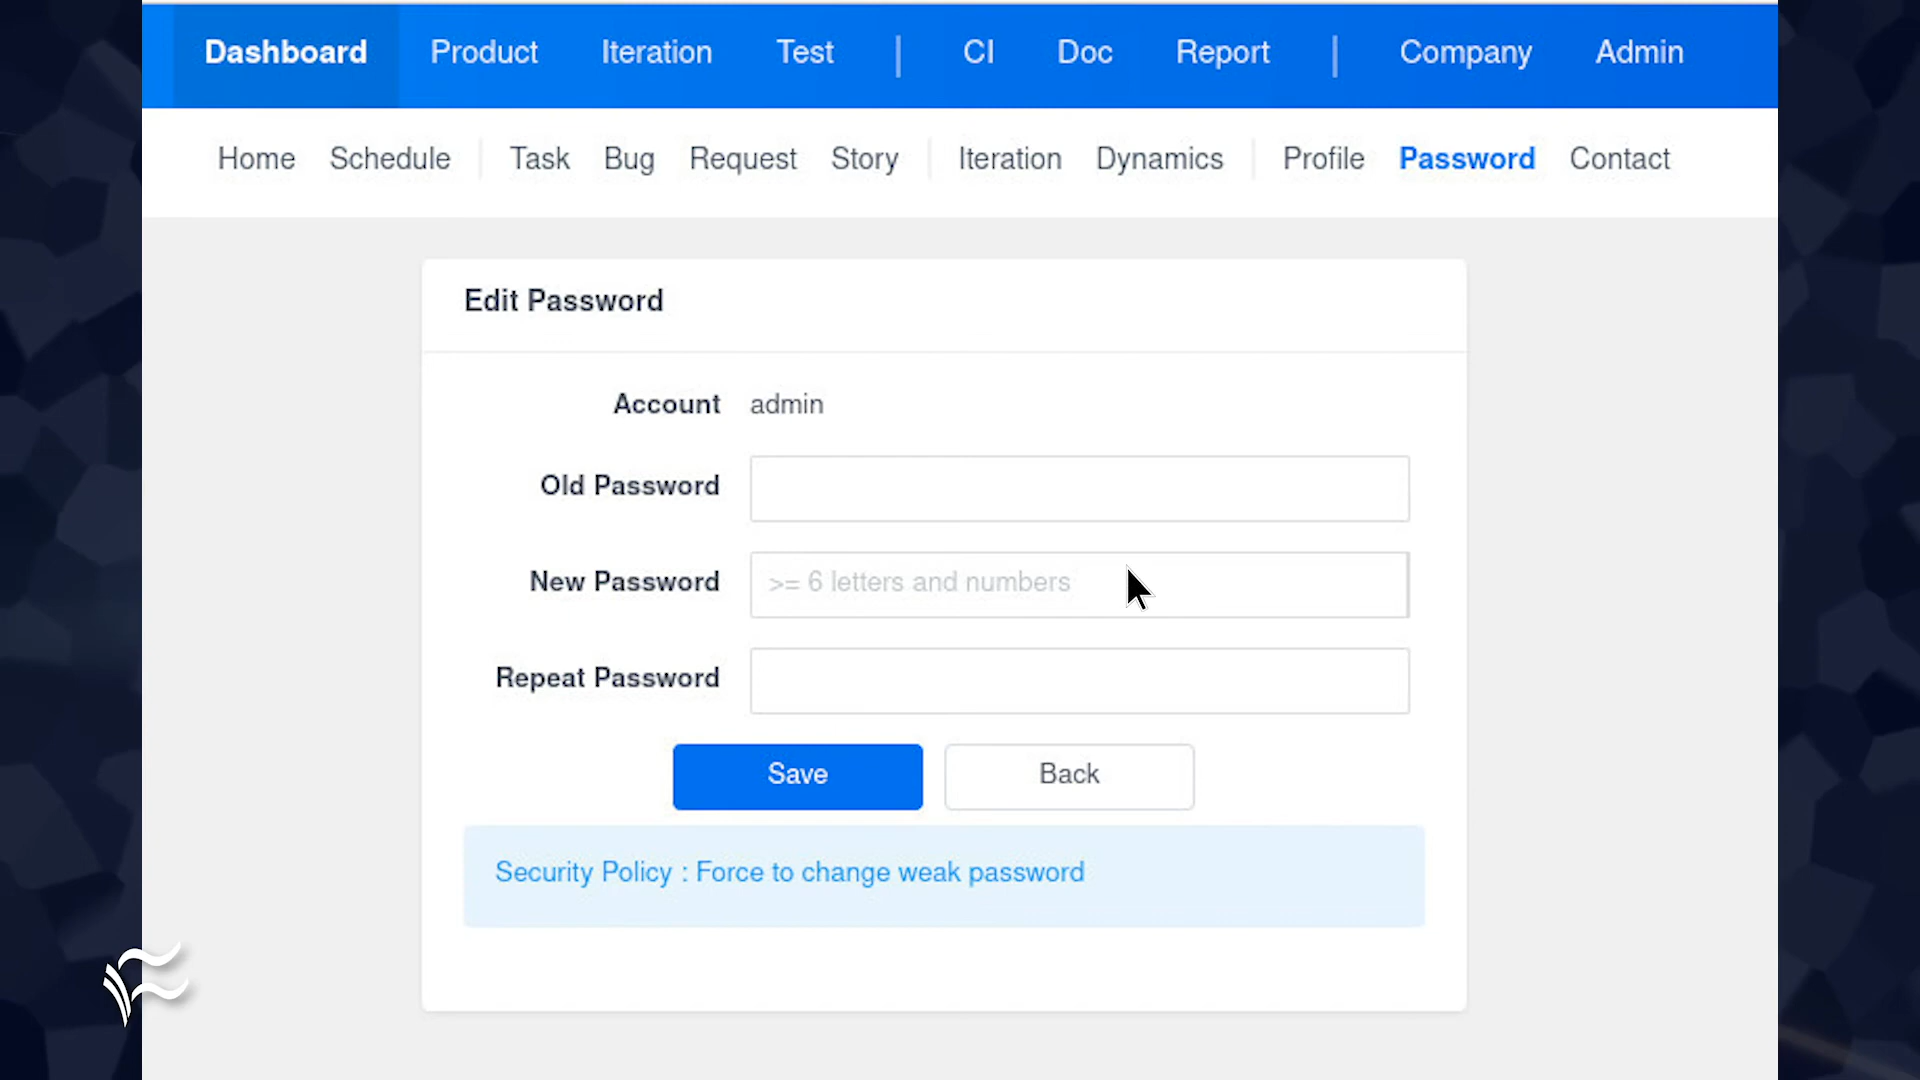 Dashboard Product Iteration Test | CI Doc Report | Company Admin
Home Schedule Task Bug Request Story Iteration Dynamics Profile Password Contact
Edit Password
Account admin
Old Password
New Password >= 6 letters and numbers
Repeat Password
Save Back
Security Policy : Force to change weak password